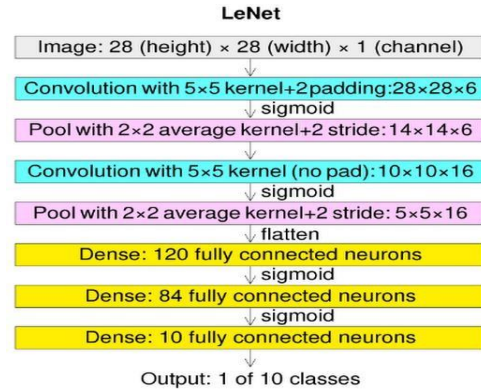 LeNet
Image: 28 (height) × 28 (width) × 1 (channel)
Convolution with 5×5 kernel+2padding:28×28×6
sigmoid
Pool with 2×2 average kernel+2 stride:14×14×6
Convolution with 5×5 kernel (no pad):10×10×16
sigmoid
Pool with 2×2 average kernel+2 stride: 5×5×16
flatten
Dense: 120 fully connected neurons
sigmoid
Dense: 84 fully connected neurons
sigmoid
Dense: 10 fully connected neurons
Output: 1 of 10 classes